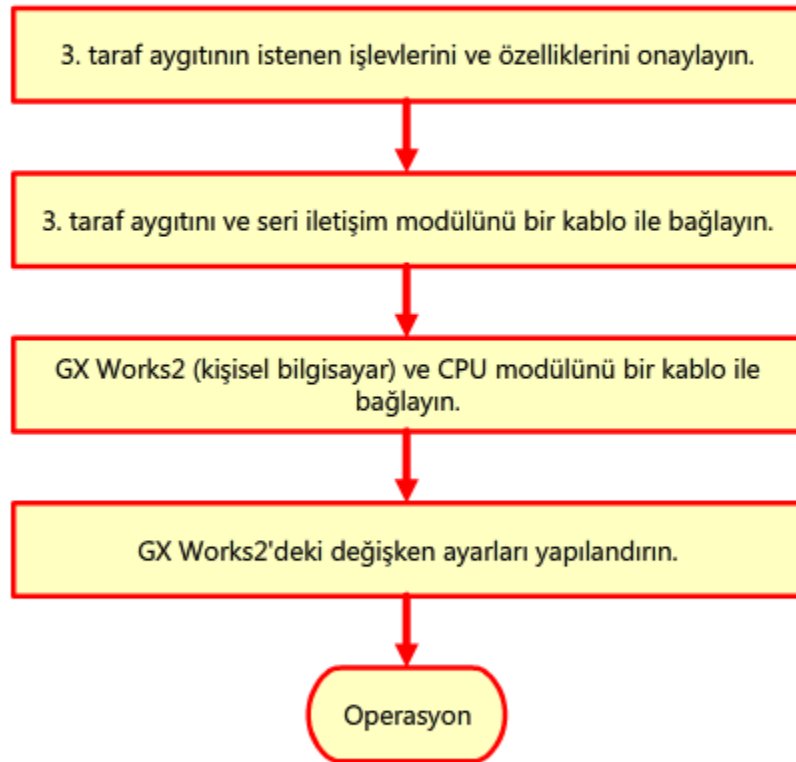 3. taraf aygıtının istenen işlevlerini ve özelliklerini onaylayın.
3. taraf aygıtını ve seri iletişim modülünü bir kablo ile bağlayın.
GX Works2 (kişisel bilgisayar) ve CPU modülünü bir kablo ile
bağlayın.
GX Works2'deki değişken ayarları yapılandırın.
Operasyon